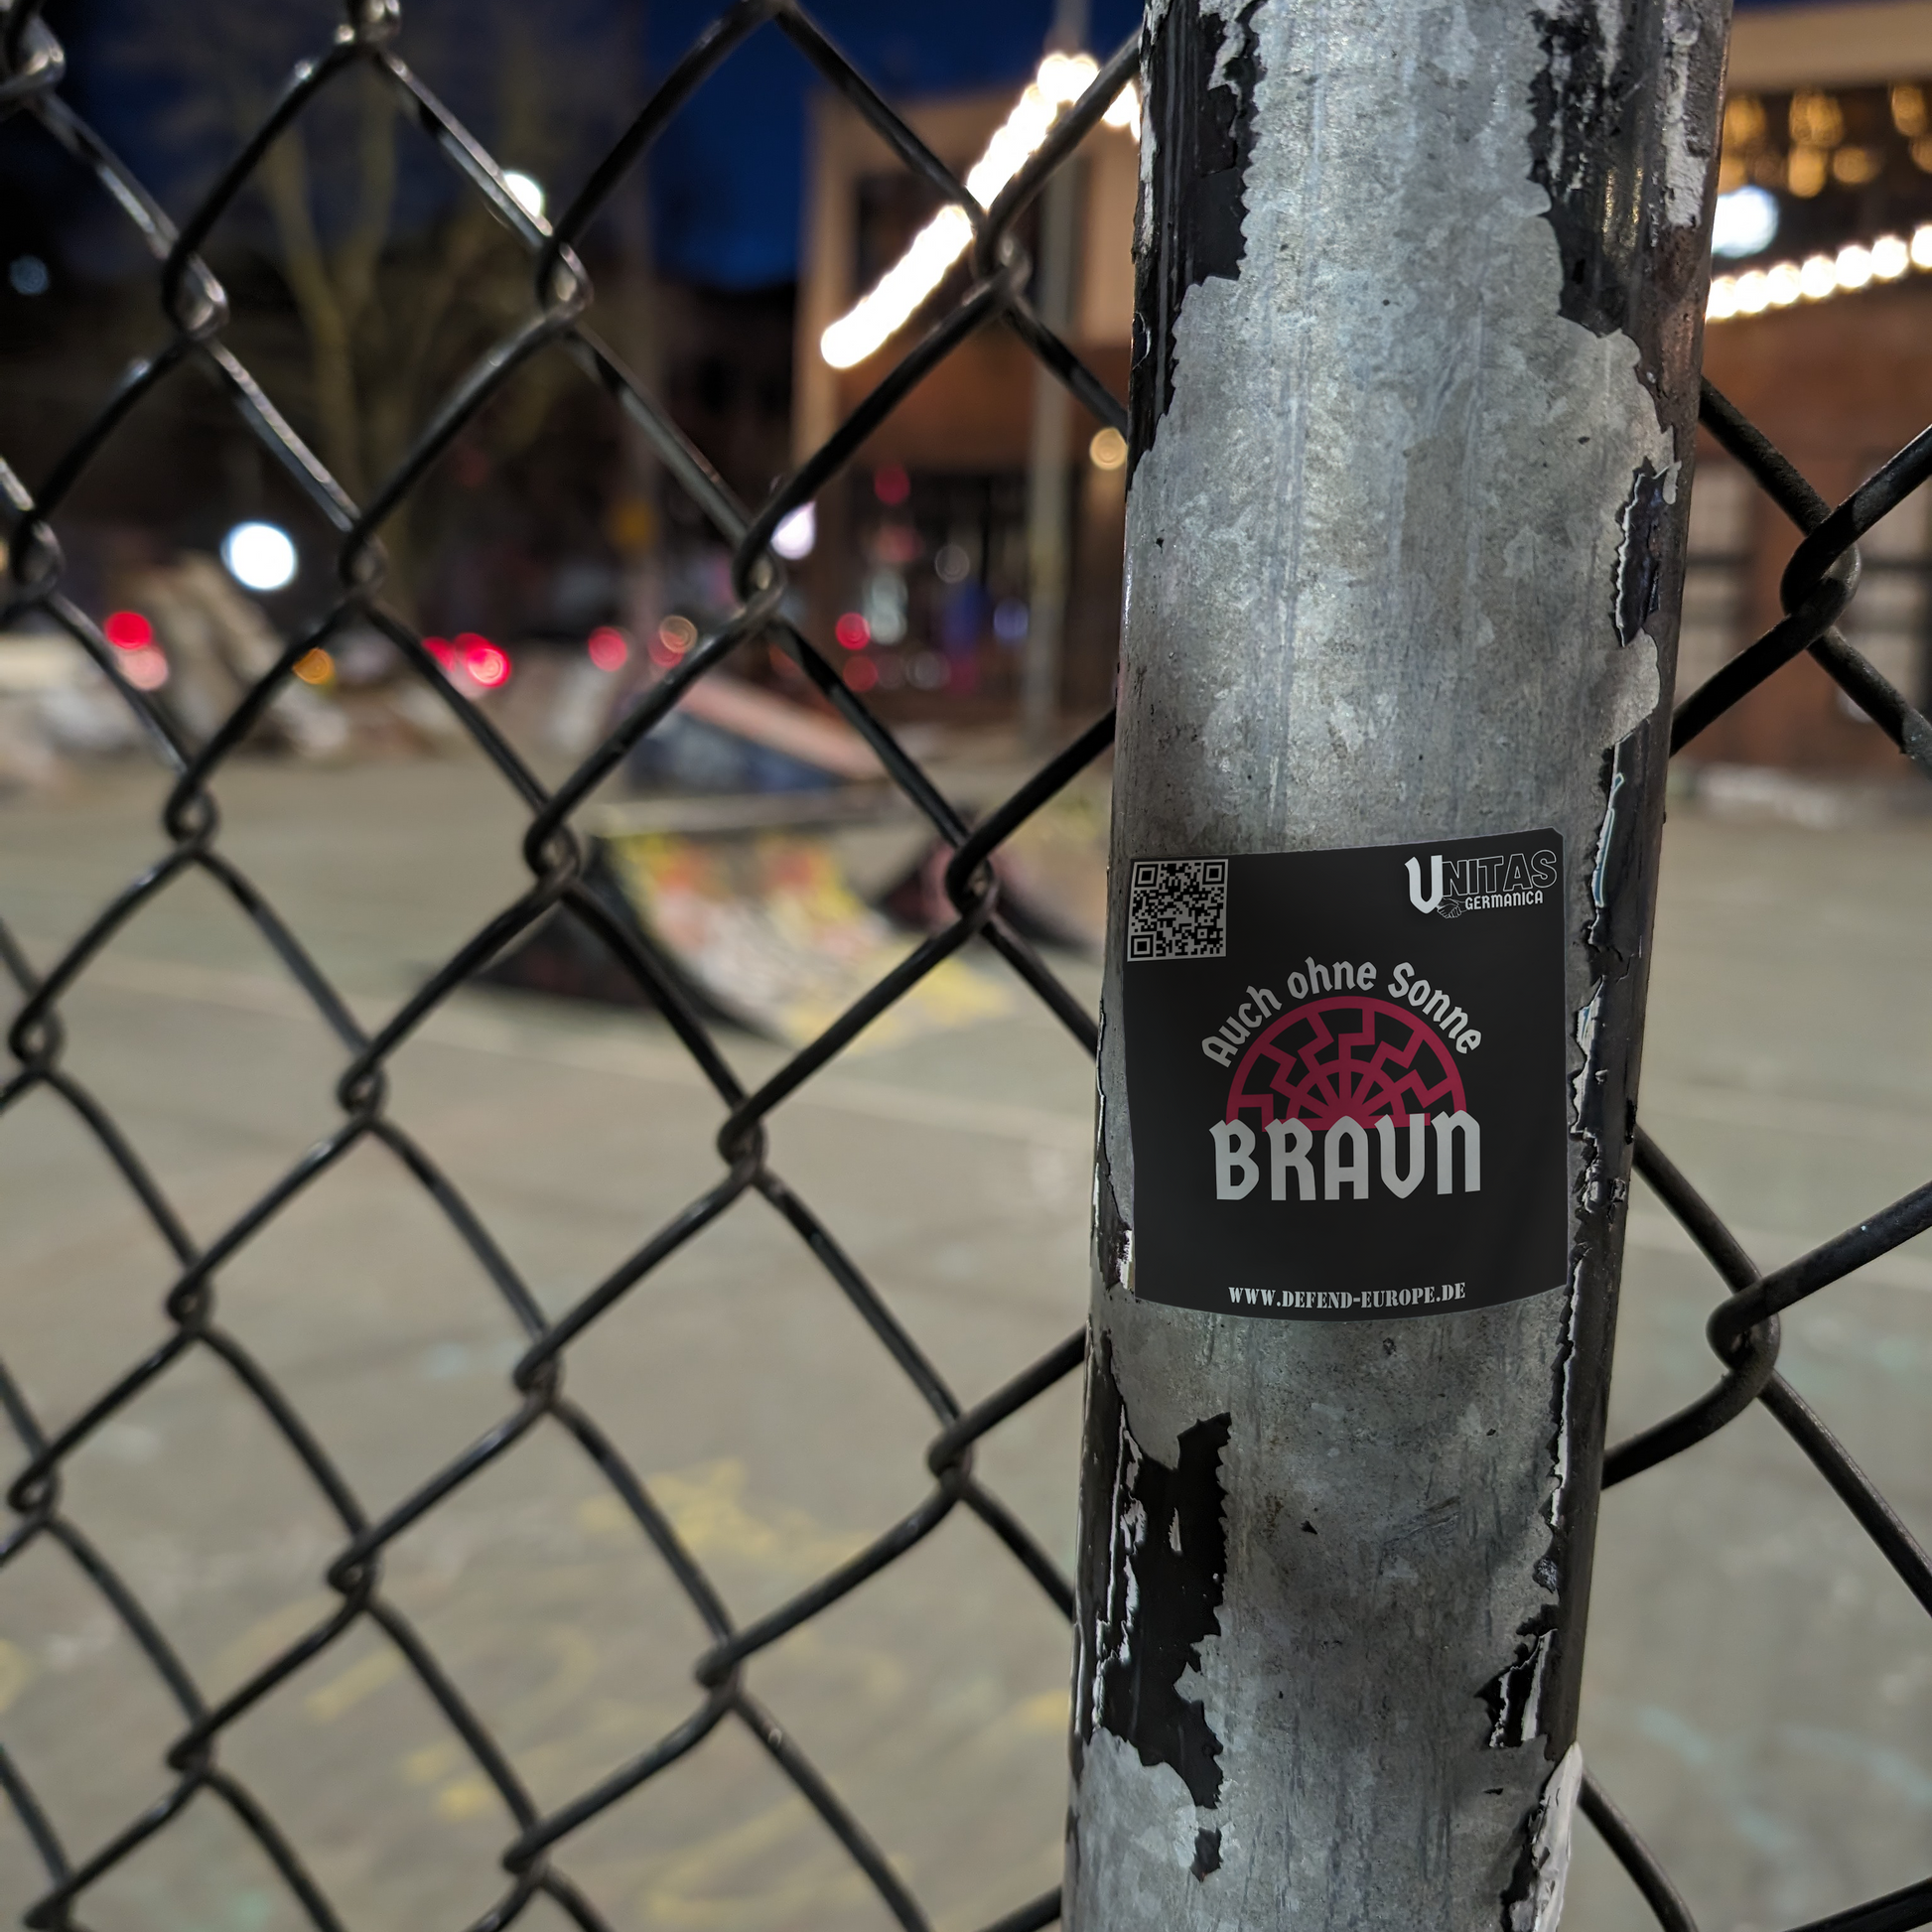 UNITAS
GERMANICA
Auch ohne Sonne
BRAUN
WWW.DEFEND-EUROPE.DE